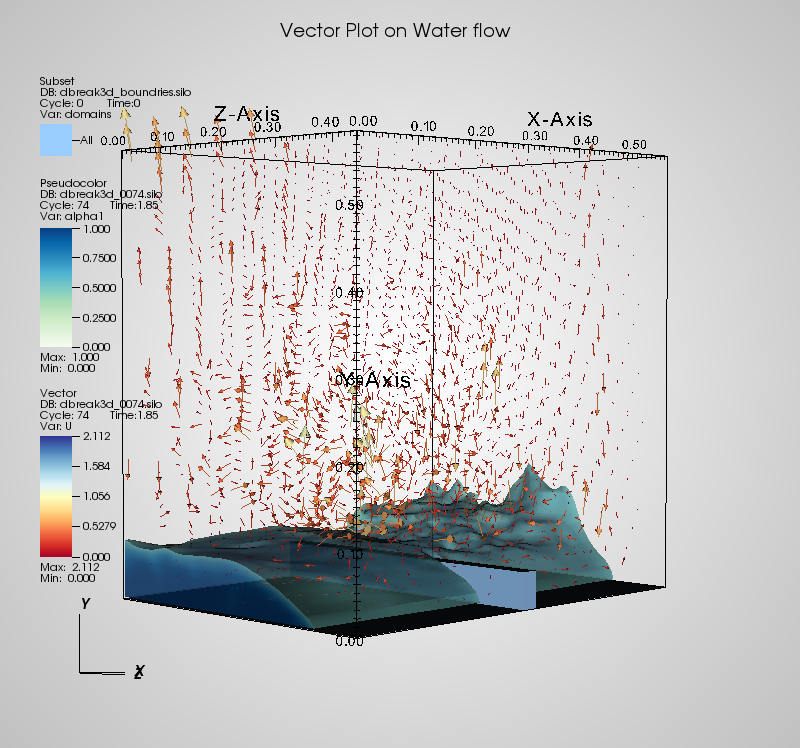 Vector Plot on Water flow
Subset
DB: dbreak3d_boundries.silo
Cycle: 0 Time:0
Var: domains
All
Z-Axis
X-Axis
0.00 0.10 0.20 0.30 0.40 0.00 0.10 0.20 0.30 0.40 0.50
Pseudocolor
DB: dbreak3d_0074.silo
Cycle: 74 Time:1.85
Var: alpha1
1.000
0.7500
0.5000
0.2500
0.000
Max: 1.000
Min: 0.000
0.50
0.40
Y-Axis
0.20
0.10
0.00
Vector
DB: dbreak3d_0074.silo
Cycle: 74 Time:1.85
Var: U
2.112
1.584
1.056
0.5279
0.000
Max: 2.112
Min: 0.000
Y
X